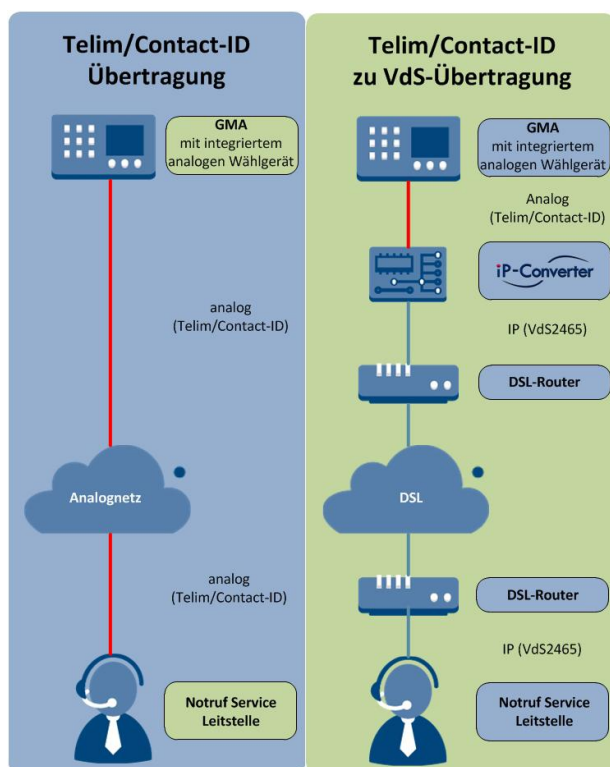 Telim/Contact-ID
Übertragung
GMA
mit integriertem
analogen Wählgerät
analog
(Telim/Contact-ID)
Analognetz
analog
(Telim/Contact-ID)
Notruf Service
Leitstelle
Telim/Contact-ID
zu VdS-Übertragung
GMA
mit integriertem
analogen Wählgerät
Analog
(Telim/Contact-ID)
iP-Converter
IP (VdS2465)
DSL-Router
DSL
DSL-Router
IP (VdS2465)
Notruf Service
Leitstelle